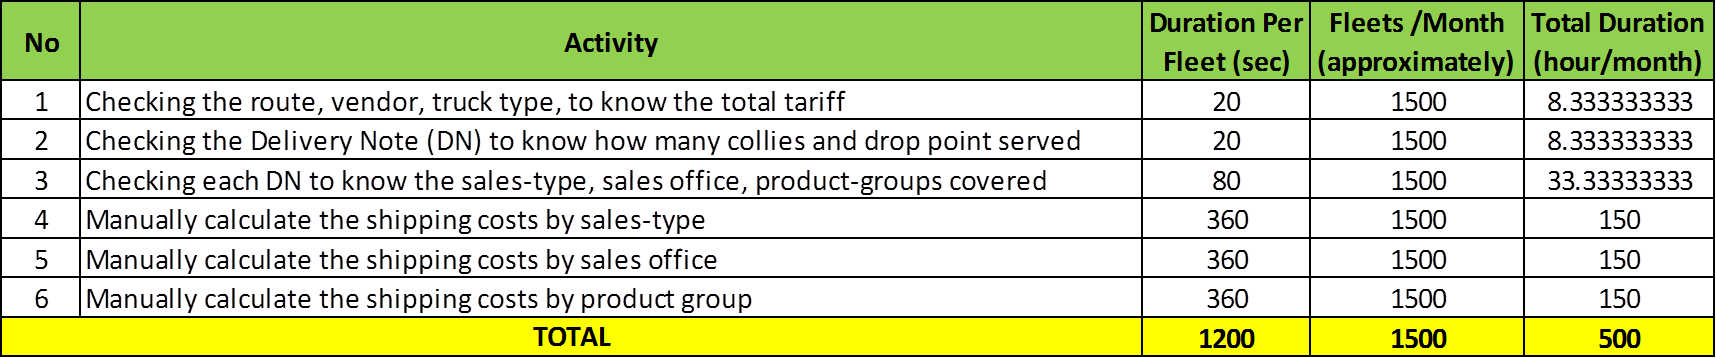 No Activity Duration Per Fleet (sec) Fleets /Month (approximately) Total Duration (hour/month)
1 Checking the route, vendor, truck type, to know the total tariff 20 1500 8.333333333
2 Checking the Delivery Note (DN) to know how many collies and drop point served 20 1500 8.333333333
3 Checking each DN to know the sales-type, sales office, product-groups covered 80 1500 33.33333333
4 Manually calculate the shipping costs by sales-type 360 1500 150
5 Manually calculate the shipping costs by sales office 360 1500 150
6 Manually calculate the shipping costs by product group 360 1500 150
TOTAL 1200 1500 500